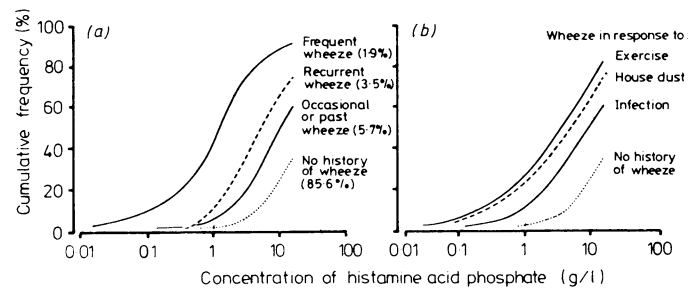 Cumulative frequency (%)
100
80
60
40
20
0
(a)
Frequent
wheeze (1·9%)
Recurrent
wheeze (3·5%)
Occasional
or past
wheeze (5·7%)
No history
of wheeze
(85·6%)
0·01 0·1 1 10 100
(b)
Wheeze in response to
Exercise
House dust
Infection
No history
of wheeze
0·01 0·1 1 10 100
Concentration of histamine acid phosphate (g/l)